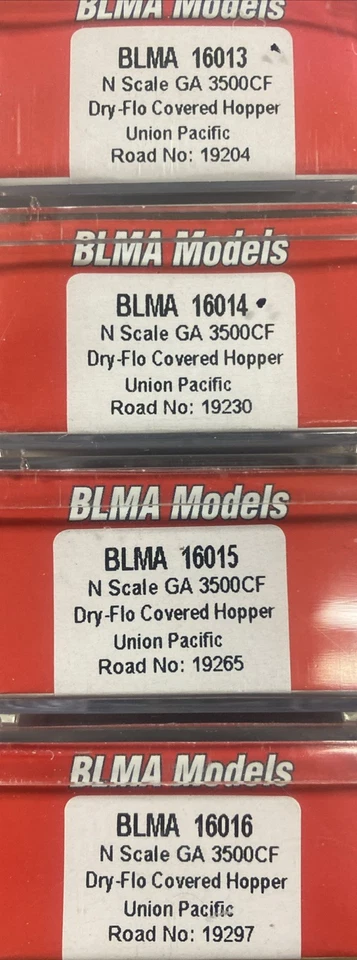 BLMA Models
BLMA 16013
N Scale GA 3500CF
Dry-Flo Covered Hopper
Union Pacific
Road No: 19204
BLMA Models
BLMA 16014
N Scale GA 3500CF
Dry-Flo Covered Hopper
Union Pacific
Road No: 19230
BLMA Models
BLMA 16015
N Scale GA 3500CF
Dry-Flo Covered Hopper
Union Pacific
Road No: 19265
BLMA Models
BLMA 16016
N Scale GA 3500CF
Dry-Flo Covered Hopper
Union Pacific
Road No: 19297